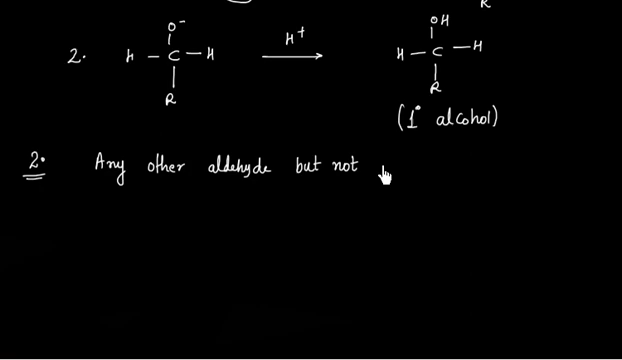 R
2. H - C - H O⁻ R H⁺ H - C - H OH R
(1° alcohol)
2. Any other aldehyde but not